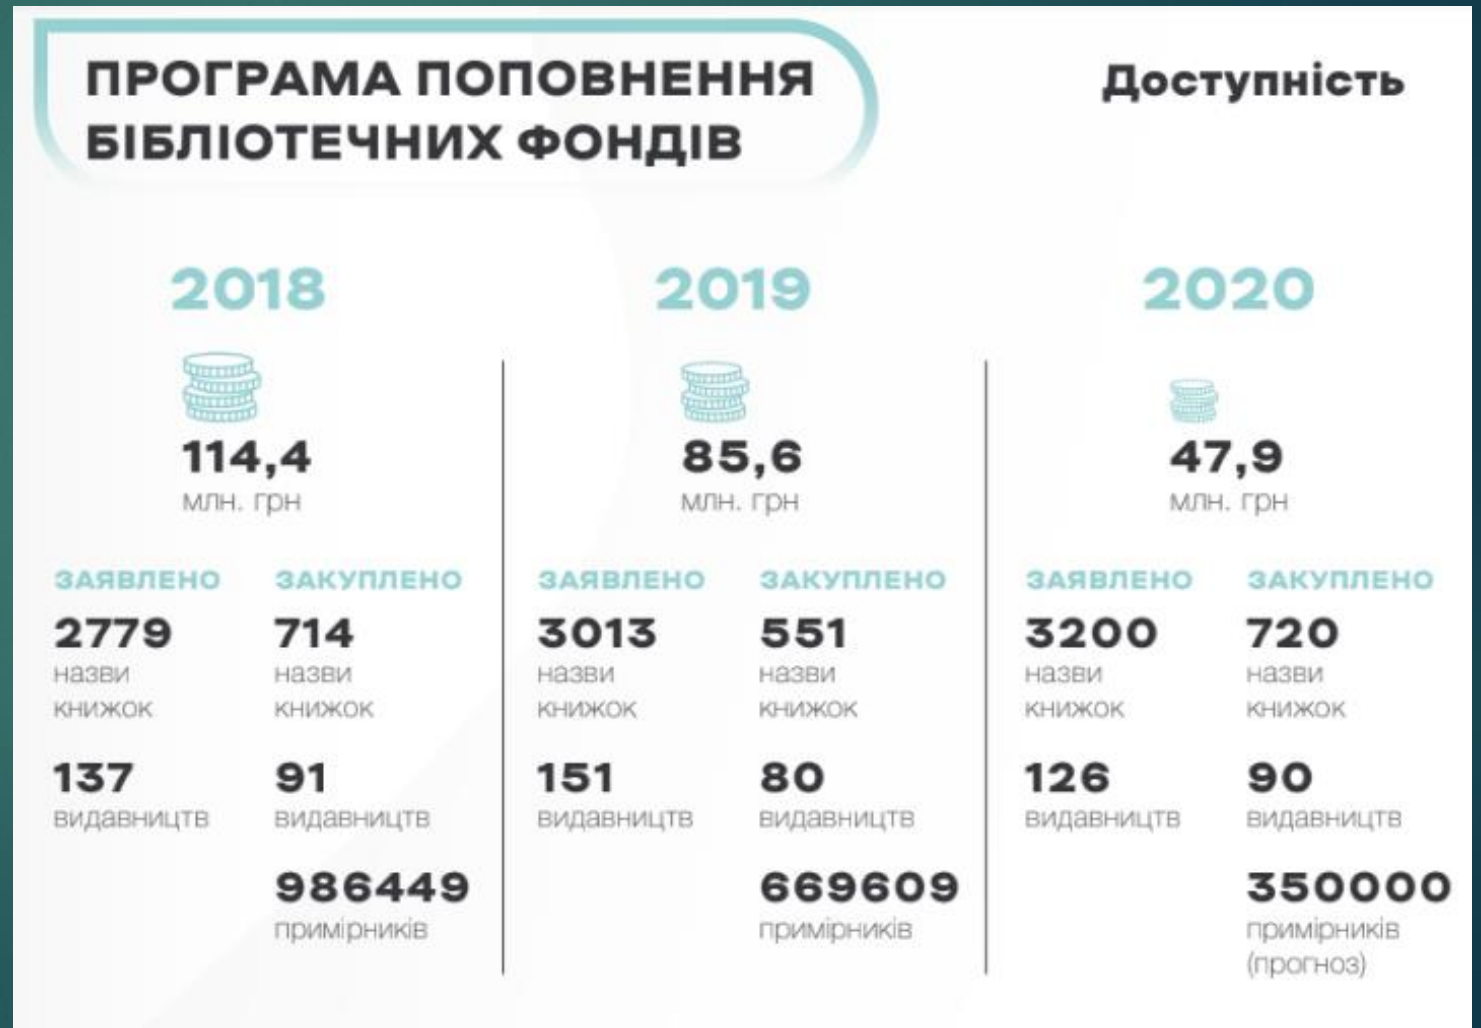 ПРОГРАМА ПОПОВНЕННЯ
БІБЛІОТЕЧНИХ ФОНДІВ
Доступність
2018
114,4
млн. грн
ЗАЯВЛЕНО
2779
назви
книжок
137
видавництв
ЗАКУПЛЕНО
714
назви
книжок
91
видавництв
986449
примірників
2019
85,6
млн. грн
ЗАЯВЛЕНО
3013
назви
книжок
151
видавництв
ЗАКУПЛЕНО
551
назви
книжок
80
видавництв
669609
примірників
2020
47,9
млн. грн
ЗАЯВЛЕНО
3200
назви
книжок
126
видавництв
ЗАКУПЛЕНО
720
назви
книжок
90
видавництв
350000
примірників
(прогноз)